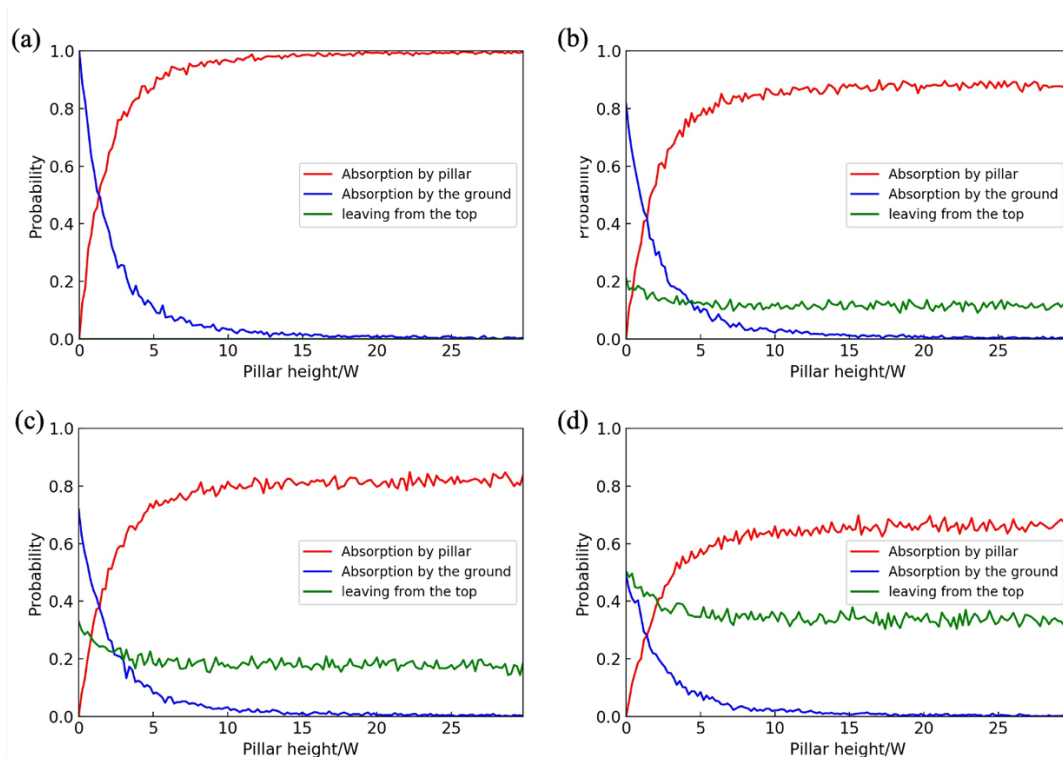 (a)
1.0
0.8
0.6
0.4
0.2
0.0
Probability
Absorption by pillar
Absorption by the ground
leaving from the top
0 5 10 15 20 25
Pillar height/W
(b)
1.0
0.8
0.6
0.4
0.2
0.0
Probability
Absorption by pillar
Absorption by the ground
leaving from the top
0 5 10 15 20 25
Pillar height/W
(c)
1.0
0.8
0.6
0.4
0.2
0.0
Probability
Absorption by pillar
Absorption by the ground
leaving from the top
0 5 10 15 20 25
Pillar height/W
(d)
1.0
0.8
0.6
0.4
0.2
0.0
Probability
Absorption by pillar
Absorption by the ground
leaving from the top
0 5 10 15 20 25
Pillar height/W